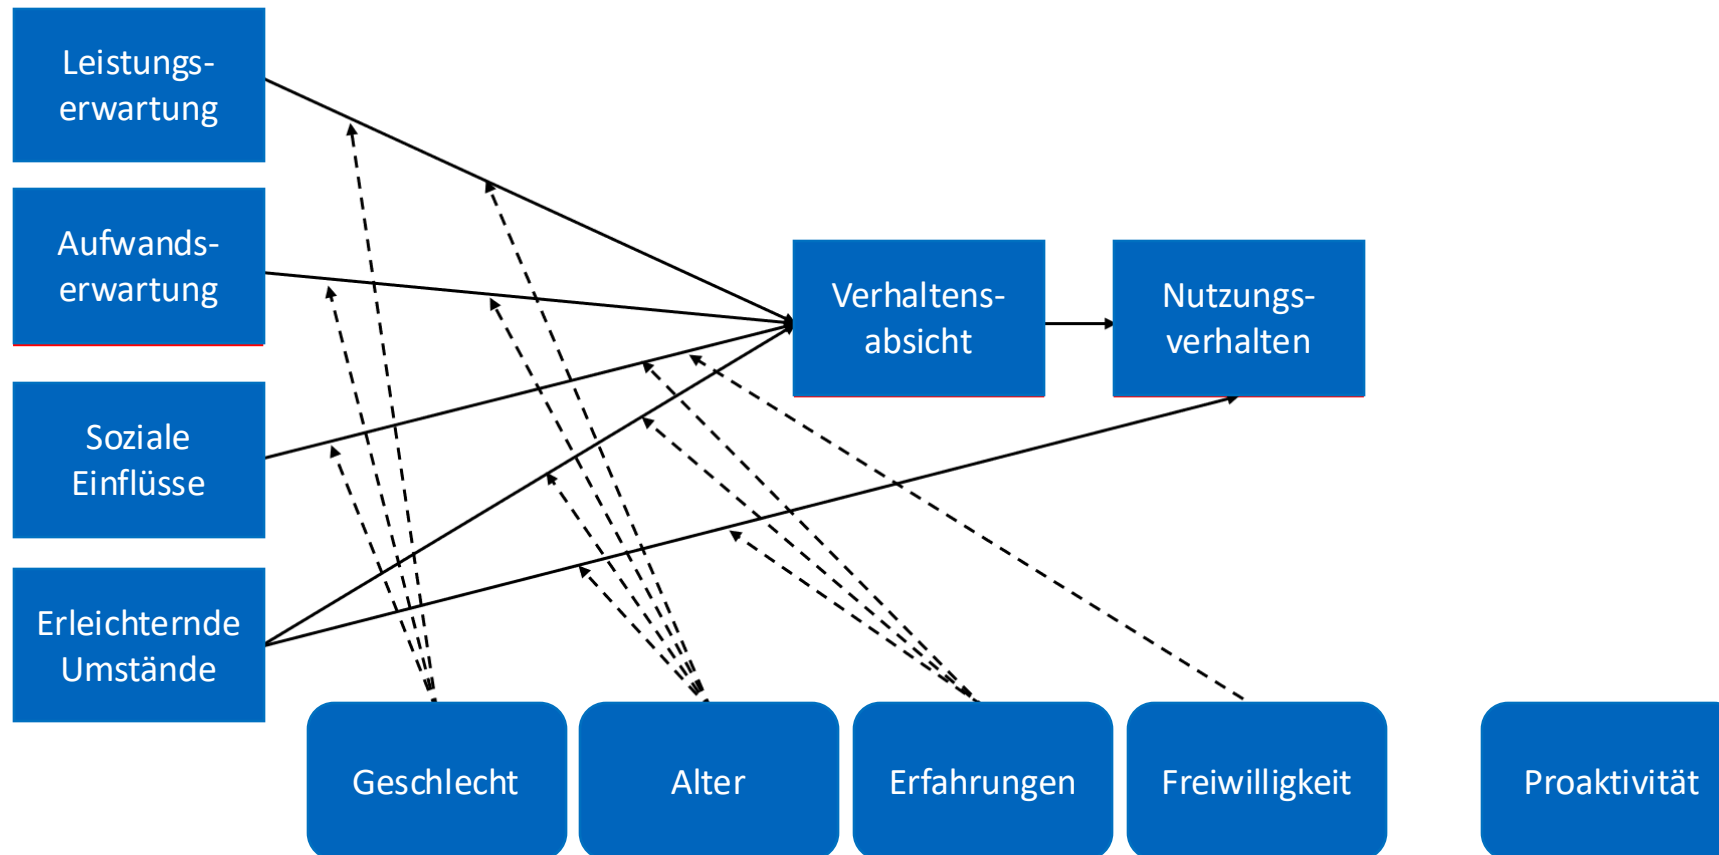 Leistungs-
erwartung
Aufwands-
erwartung
Soziale
Einflüsse
Erleichternde
Umstände
Verhaltens-
absicht
Nutzungs-
verhalten
Geschlecht
Alter
Erfahrungen
Freiwilligkeit
Proaktivität